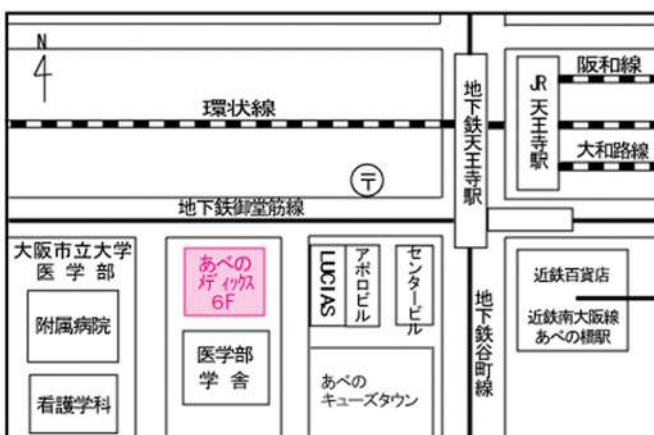 N
阪和線
JR天王寺駅
環状線
地下鉄天王寺駅
大和路線
〒
地下鉄御堂筋線
大阪市立大学
医学部
附属病院
看護学科
あべの
メディックス
6F
医学部
学舎
LUCIAS
アポロビル
センタービル
あべの
キューズタウン
地下鉄谷町線
近鉄百貨店
近鉄南大阪線
あべの橋駅